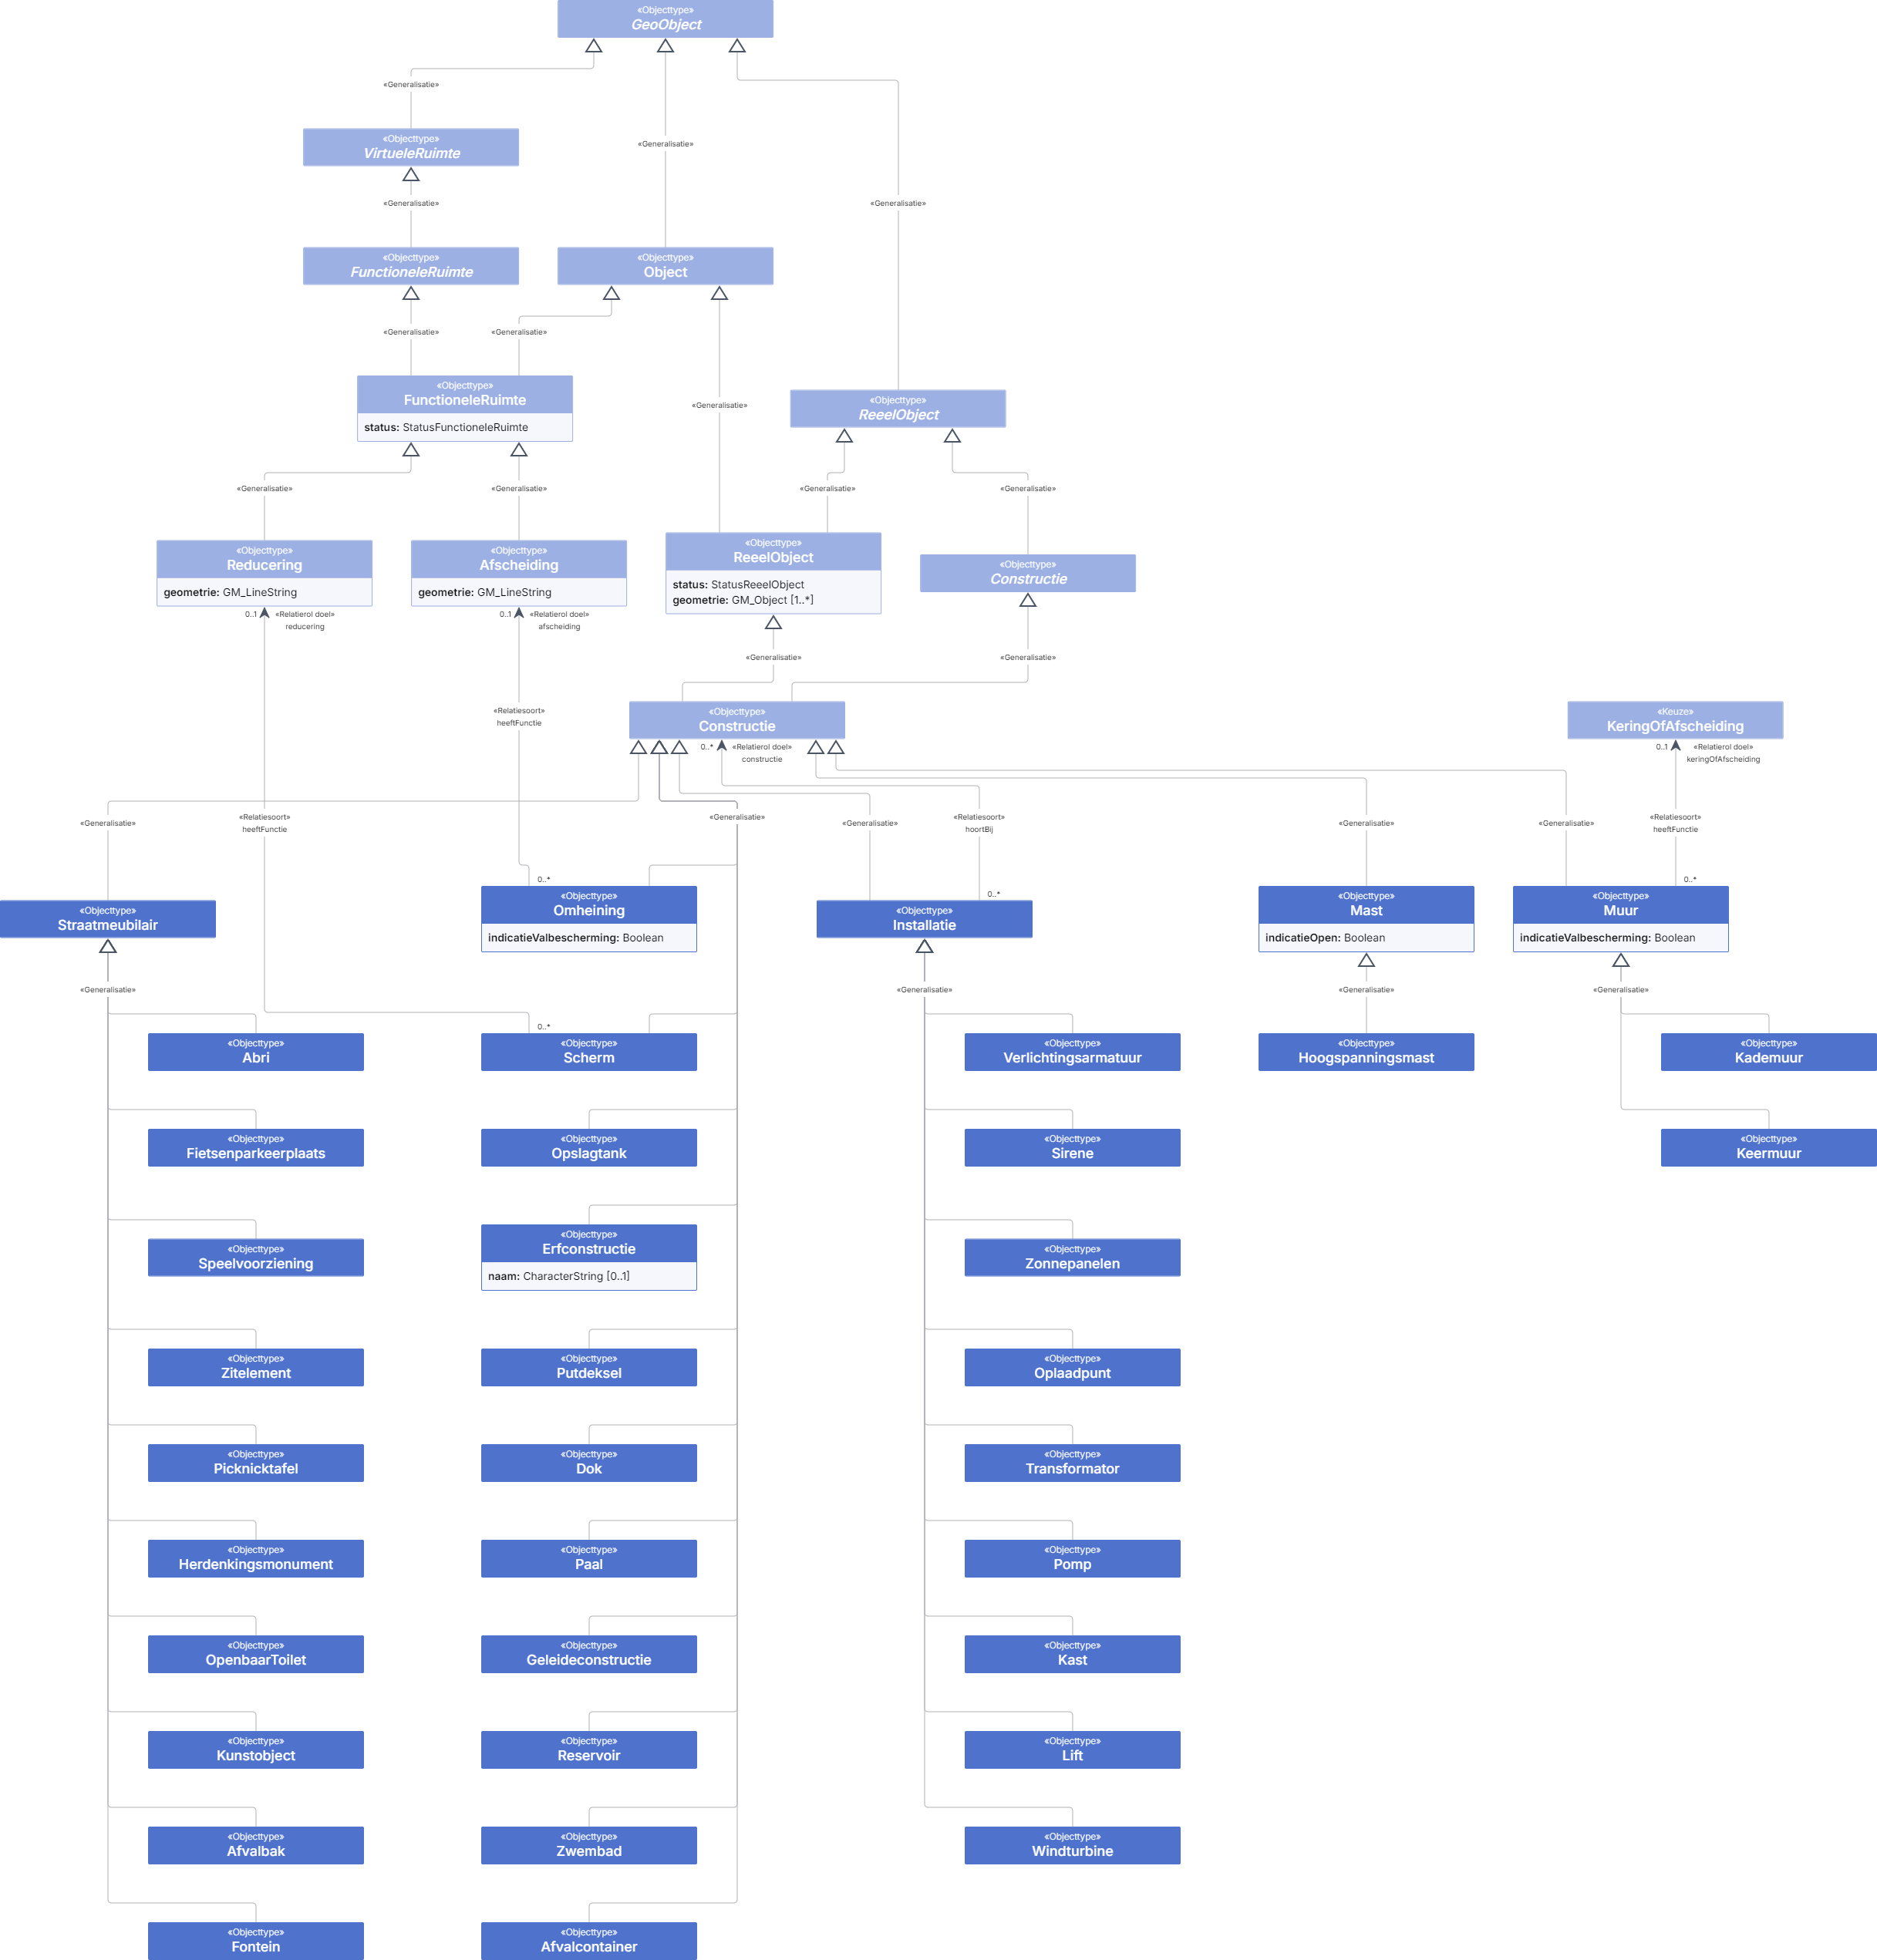 «Objecttype»
GeoObject
«Generalisatie»
«Objecttype»
VirtueleRuimte
«Generalisatie»
«Generalisatie»
«Generalisatie»
«Objecttype»
FunctioneleRuimte
«Objecttype»
Object
«Generalisatie»
«Generalisatie»
«Objecttype»
FunctioneleRuimte
status: StatusFunctioneleRuimte
«Generalisatie»
«Objecttype»
ReeelObject
«Generalisatie»
«Generalisatie»
«Generalisatie»
«Generalisatie»
«Objecttype»
Reducering
geometrie: GM_LineString
«Objecttype»
Afscheiding
geometrie: GM_LineString
«Objecttype»
ReeelObject
status: StatusReeelObject
geometrie: GM_Object [1..*]
«Objecttype»
Constructie
0..1
«Relatierol doel»
reducering
0..1
«Relatierol doel»
afscheiding
«Generalisatie»
«Generalisatie»
«Relatiesoort»
heeftFunctie
«Objecttype»
Constructie
«Keuze»
KeringOfAfscheiding
0..*
«Relatierol doel»
constructie
0..1
«Relatierol doel»
keringOfAfscheiding
«Generalisatie»
«Relatiesoort»
heeftFunctie
«Generalisatie»
«Generalisatie»
«Relatiesoort»
hoortBij
«Generalisatie»
«Generalisatie»
«Relatiesoort»
heeftFunctie
0..*
0..*
0..*
«Objecttype»
Straatmeubilair
«Objecttype»
Omheining
indicatieValbescherming: Boolean
«Objecttype»
Installatie
«Objecttype»
Mast
indicatieOpen: Boolean
«Objecttype»
Muur
indicatieValbescherming: Boolean
«Generalisatie»
«Generalisatie»
«Generalisatie»
«Generalisatie»
0..*
«Objecttype»
Abri
«Objecttype»
Scherm
«Objecttype»
Verlichtingsarmatuur
«Objecttype»
Hoogspanningsmast
«Objecttype»
Kademuur
«Objecttype»
Fietsenparkeerplaats
«Objecttype»
Opslagtank
«Objecttype»
Sirene
«Objecttype»
Keermuur
«Objecttype»
Speelvoorziening
«Objecttype»
Erfconstructie
naam: CharacterString [0..1]
«Objecttype»
Zonnepanelen
«Objecttype»
Zitelement
«Objecttype»
Putdeksel
«Objecttype»
Oplaadpunt
«Objecttype»
Picknicktafel
«Objecttype»
Dok
«Objecttype»
Transformator
«Objecttype»
Herdenkingsmonument
«Objecttype»
Paal
«Objecttype»
Pomp
«Objecttype»
OpenbaarToilet
«Objecttype»
Geleideconstructie
«Objecttype»
Kast
«Objecttype»
Kunstobject
«Objecttype»
Reservoir
«Objecttype»
Lift
«Objecttype»
Afvalbak
«Objecttype»
Zwembad
«Objecttype»
Windturbine
«Objecttype»
Fontein
«Objecttype»
Afvalcontainer